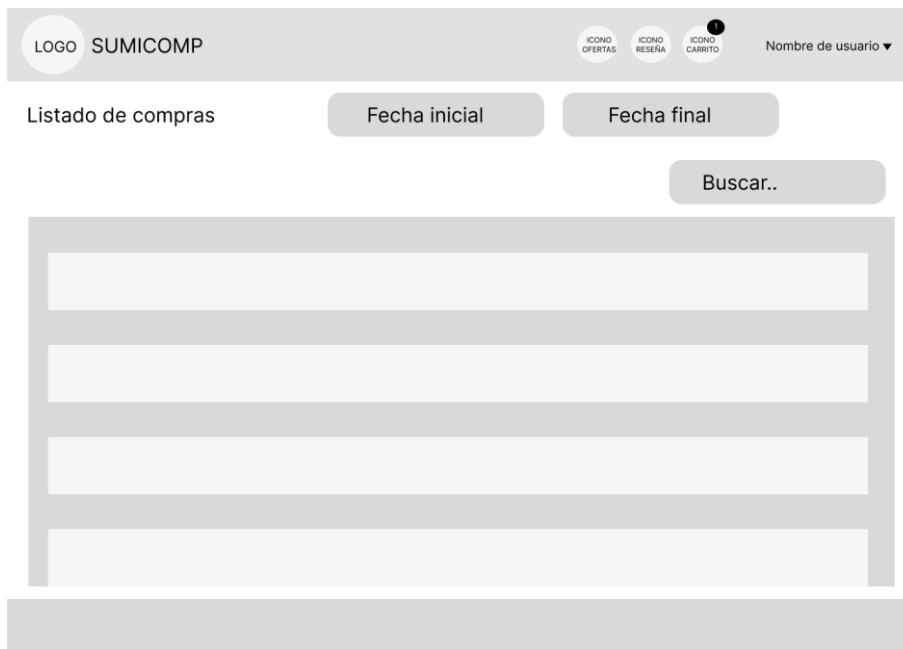 LOGO SUMICOMP
ICONO
OFERTAS
ICONO
RESEÑA
1
ICONO
CARRITO
Nombre de usuario ▼
Listado de compras
Fecha inicial
Fecha final
Buscar..